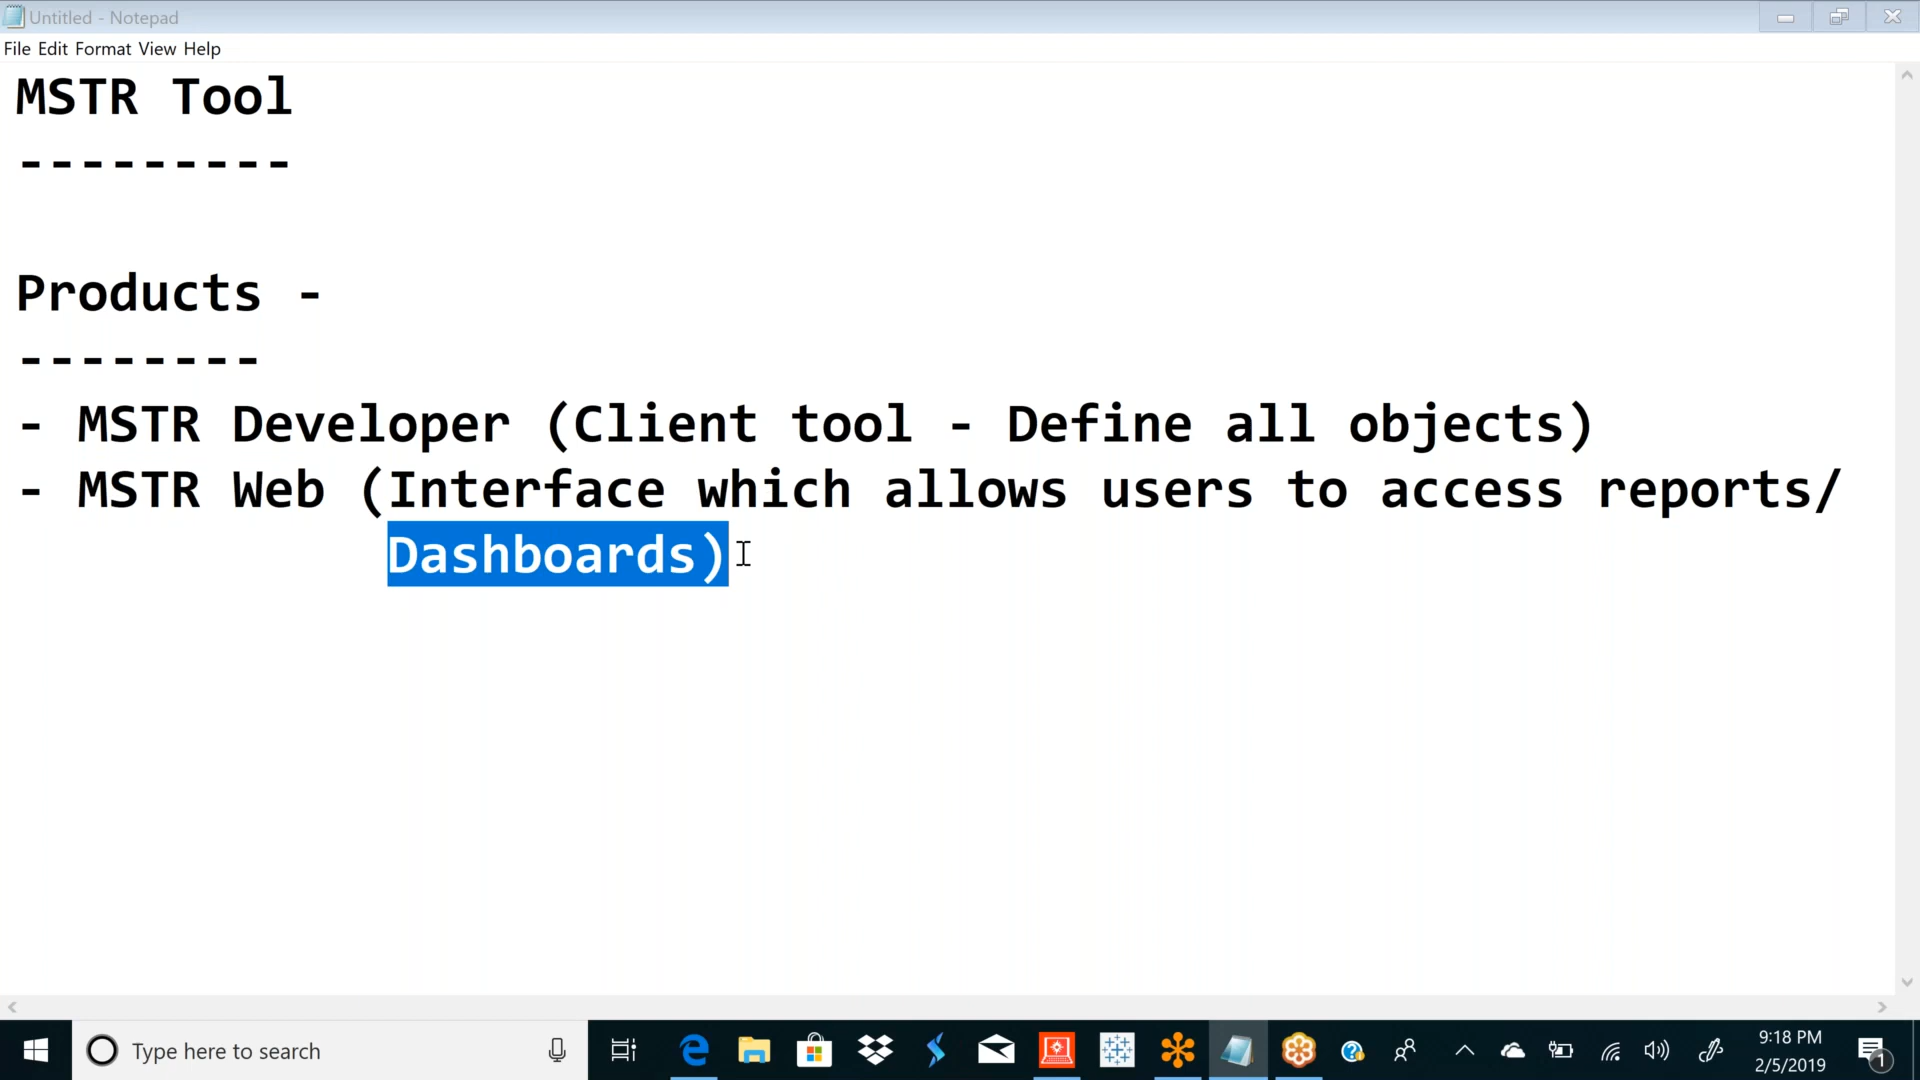 Untitled - Notepad
File Edit Format View Help
MSTR Tool
---------
Products -
--------
- MSTR Developer (Client tool - Define all objects)
- MSTR Web (Interface which allows users to access reports/
Dashboards)
Type here to search
9:18 PM
2/5/2019
1